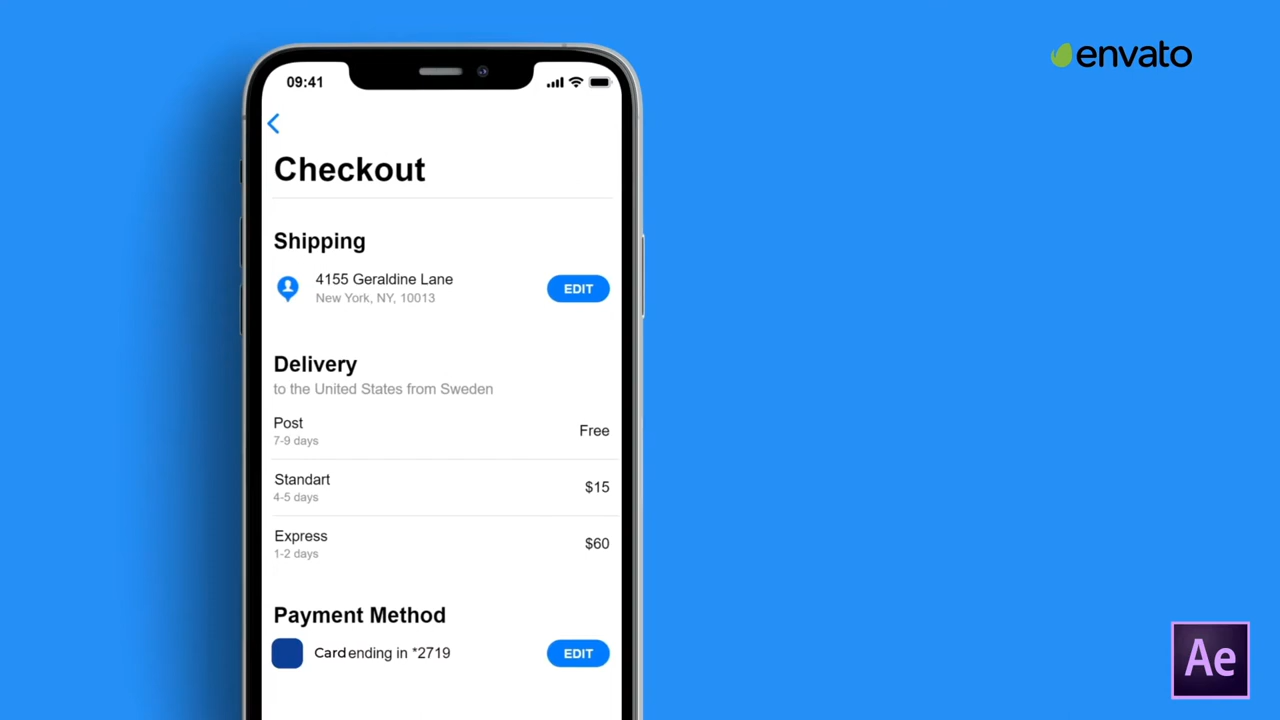 envato
09:41
Checkout
Shipping
4155 Geraldine Lane
New York, NY, 10013
EDIT
Delivery
to the United States from Sweden
Post
7-9 days
Free
Standart
4-5 days
$15
Express
1-2 days
$60
Payment Method
Card ending in *2719
EDIT
Ae